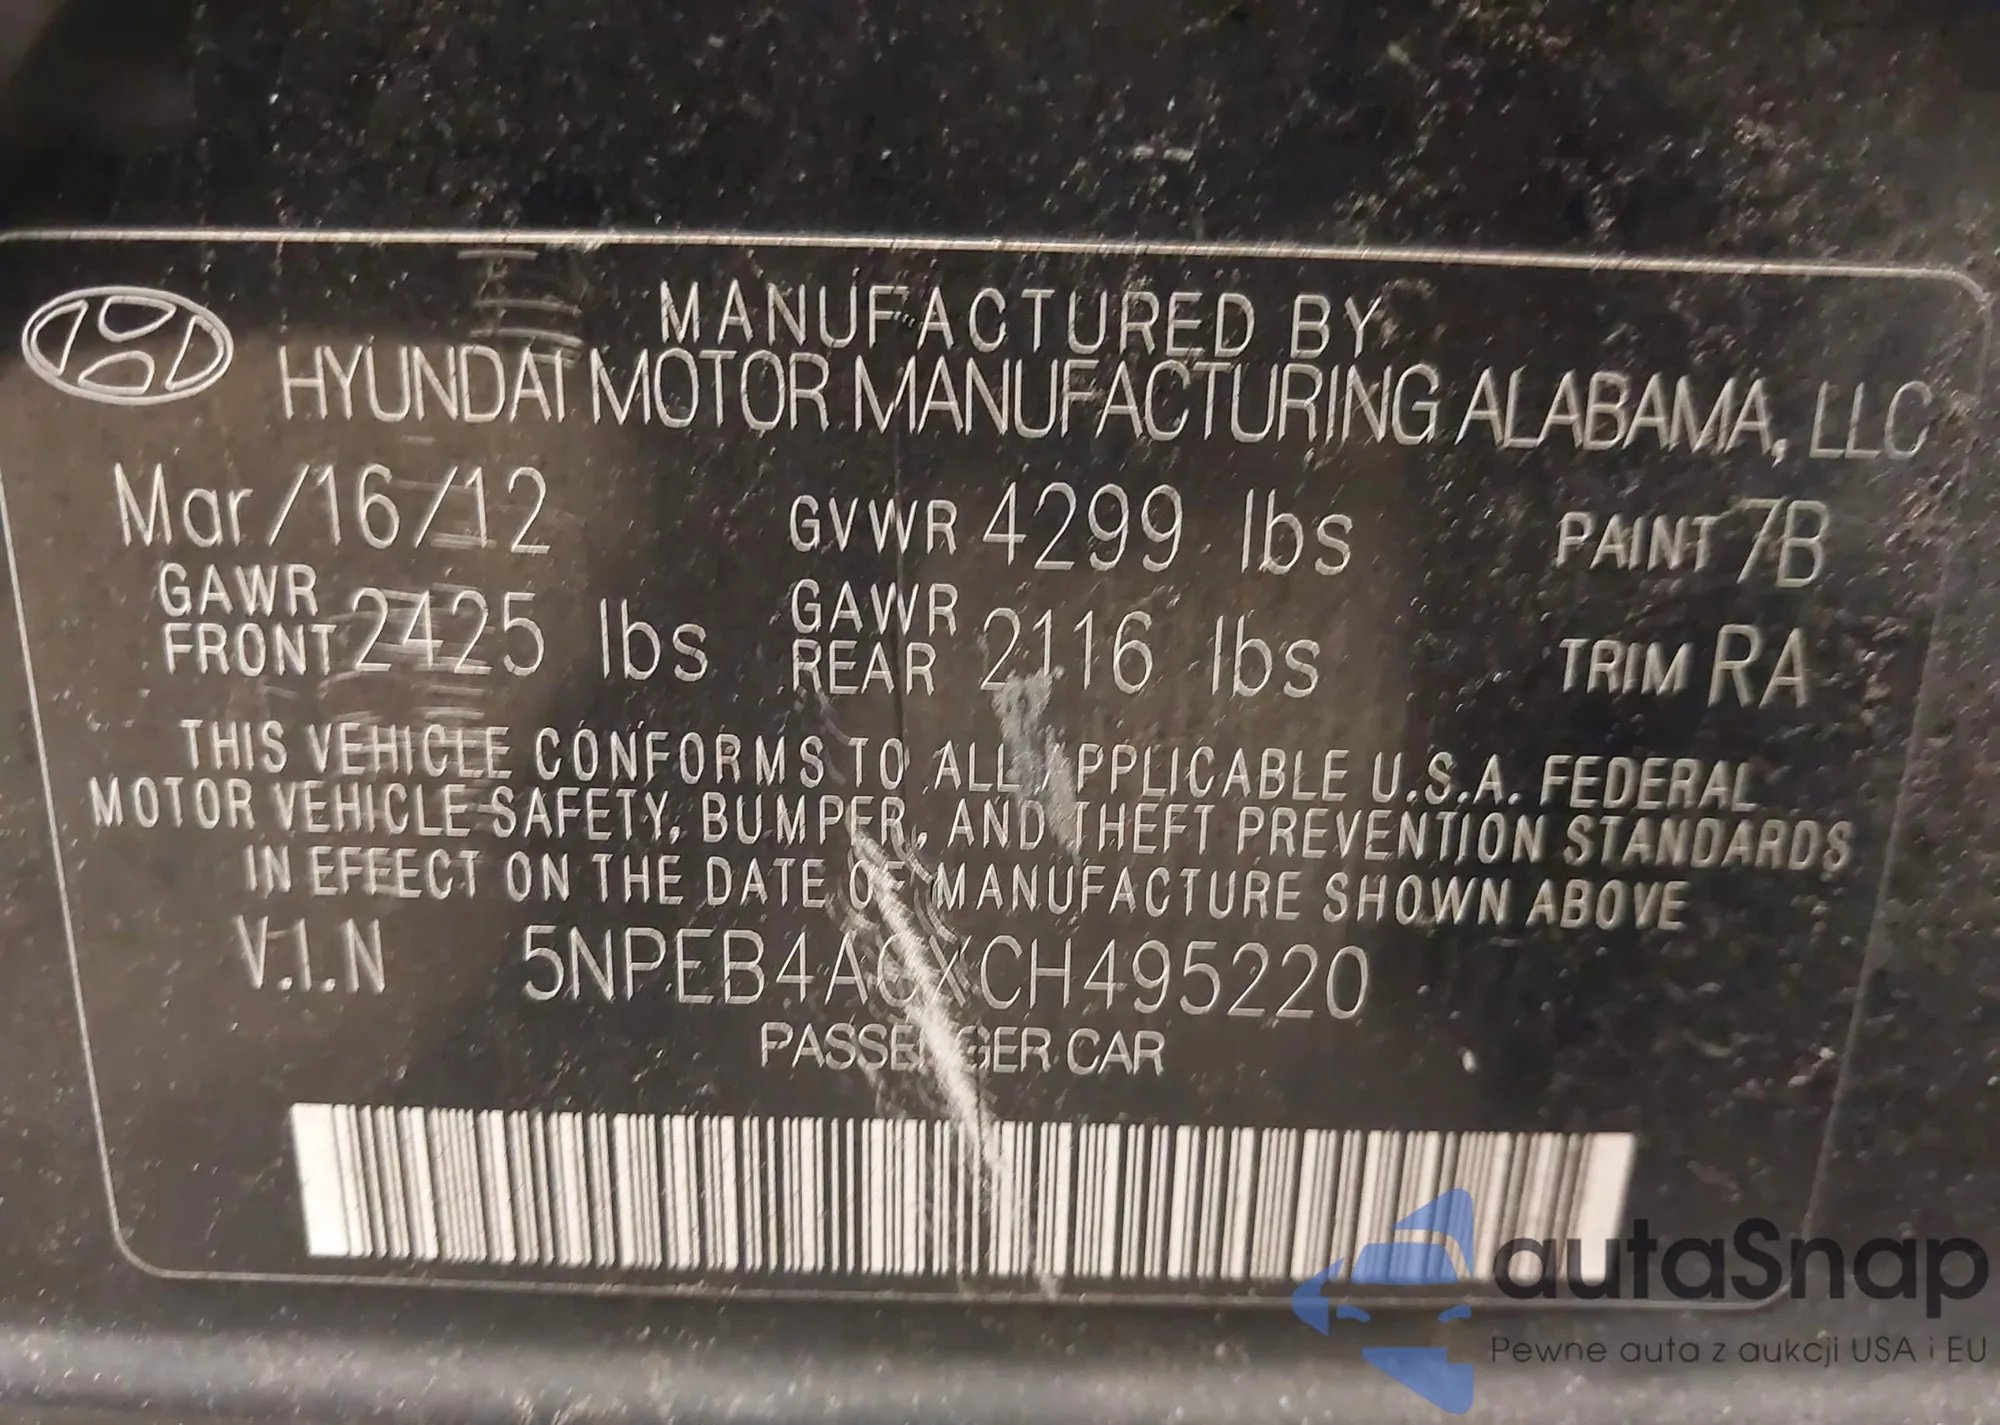 MANUFACTURED BY
HYUNDAI MOTOR MANUFACTURING ALABAMA, LLC
Mar/16/12 GVWR 4299 lbs PAINT 7B
GAWR FRONT 2425 lbs GAWR REAR 2116 lbs TRIM RA
THIS VEHICLE CONFORMS TO ALL APPLICABLE U.S.A. FEDERAL
MOTOR VEHICLE SAFETY, BUMPER, AND THEFT PREVENTION STANDARDS
IN EFFECT ON THE DATE OF MANUFACTURE SHOWN ABOVE
V.I.N 5NPEB4ACXCH495220
PASSENGER CAR
autaSnap
Pewne auta z aukcji USA i EU